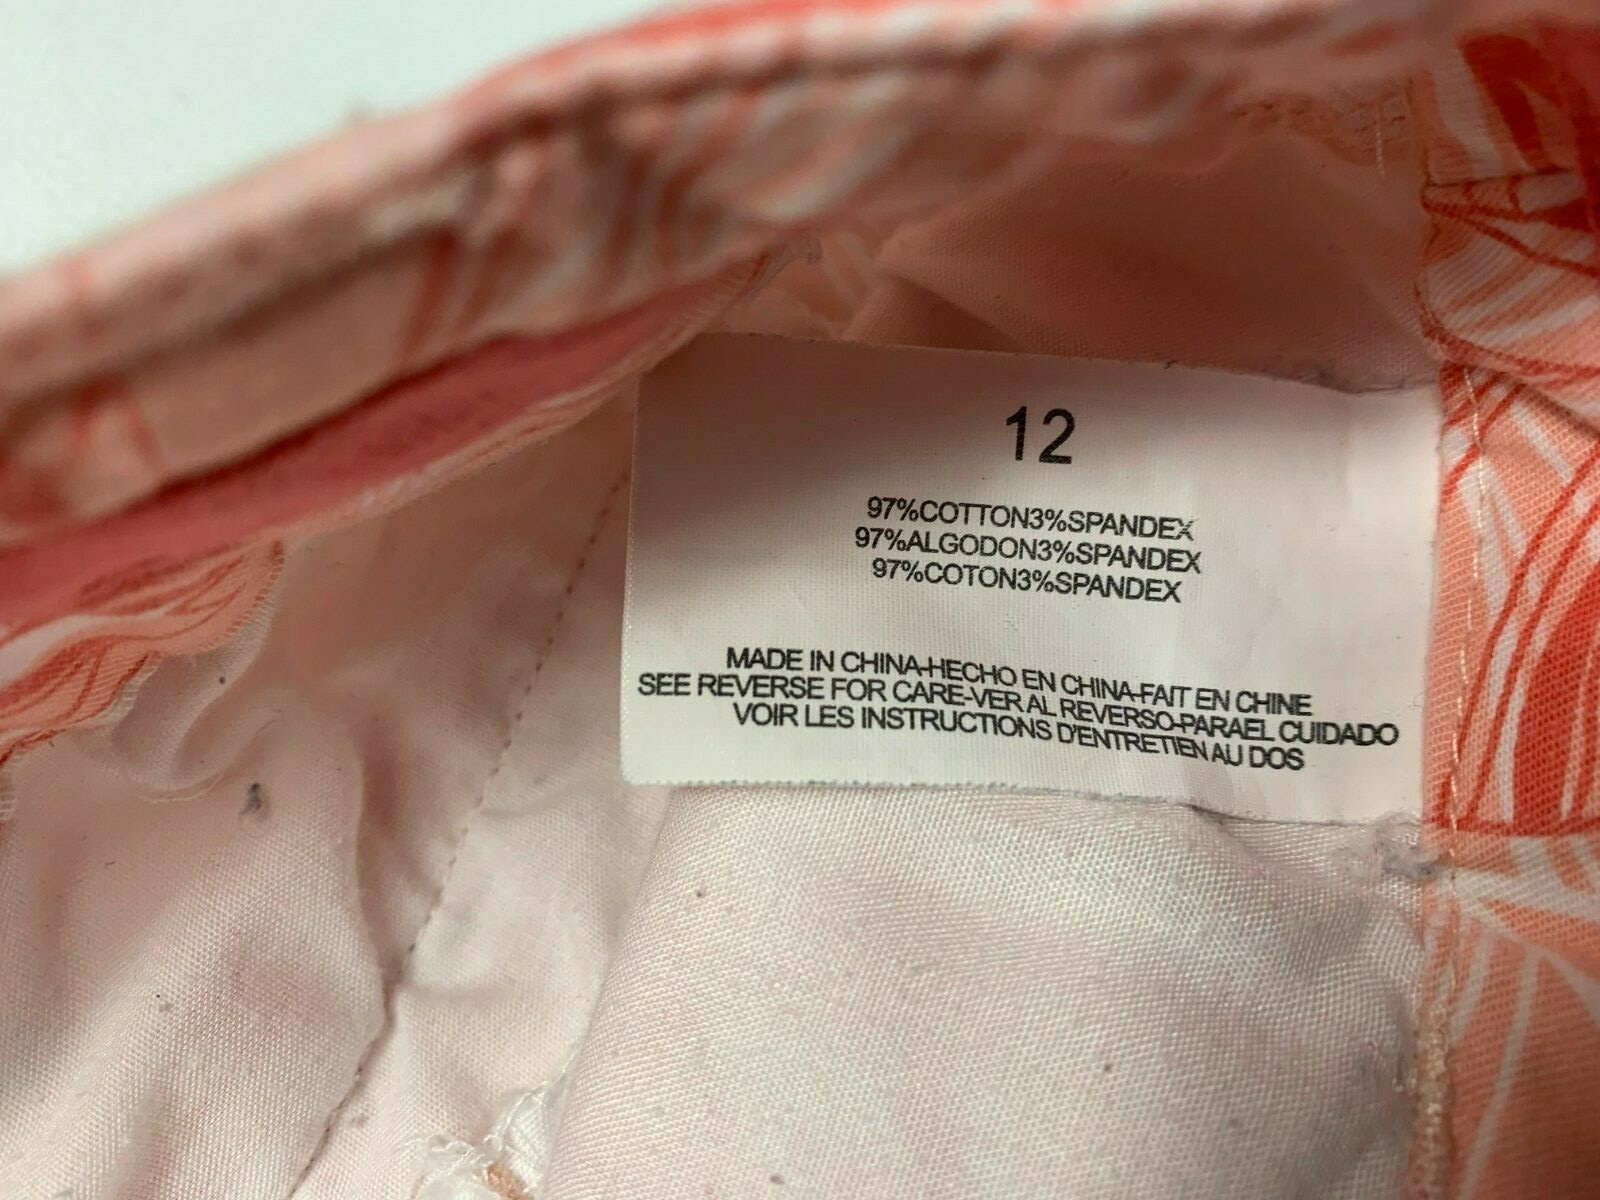 12
97%COTTON3%SPANDEX
97%ALGODON3%SPANDEX
97%COTON3%SPANDEX
MADE IN CHINA-HECHO EN CHINA-FAIT EN CHINE
SEE REVERSE FOR CARE-VER AL REVERSO-PARAEL CUIDADO
VOIR LES INSTRUCTIONS D'ENTRETIEN AU DOS